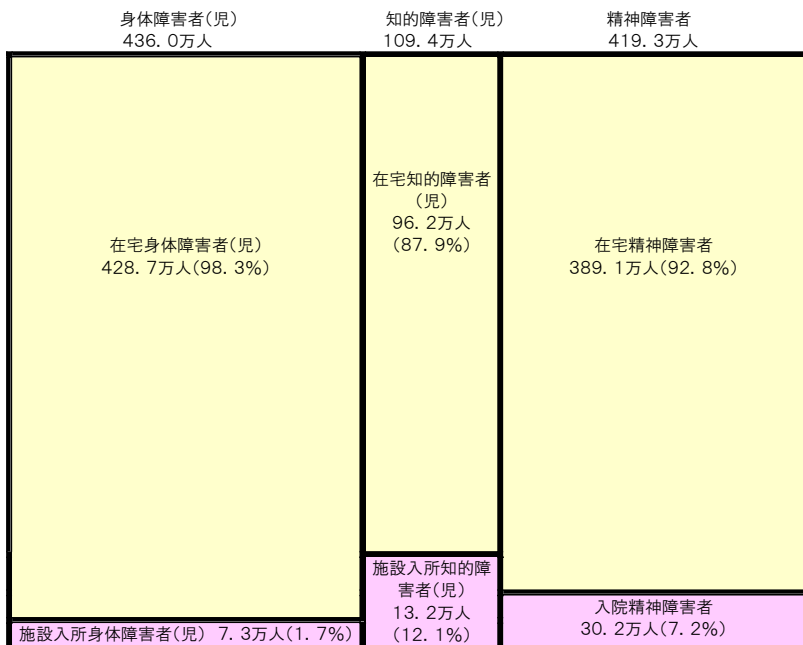 身体障害者(児)
436. 0万人
知的障害者(児)
109. 4万人
精神障害者
419. 3万人
在宅身体障害者(児)
428. 7万人(98. 3%)
在宅知的障害者
(児)
96. 2万人
(87. 9%)
在宅精神障害者
389. 1万人(92. 8%)
施設入所身体障害者(児) 7. 3万人(1. 7%)
施設入所知的障
害者(児)
13. 2万人
(12. 1%)
入院精神障害者
30. 2万人(7. 2%)